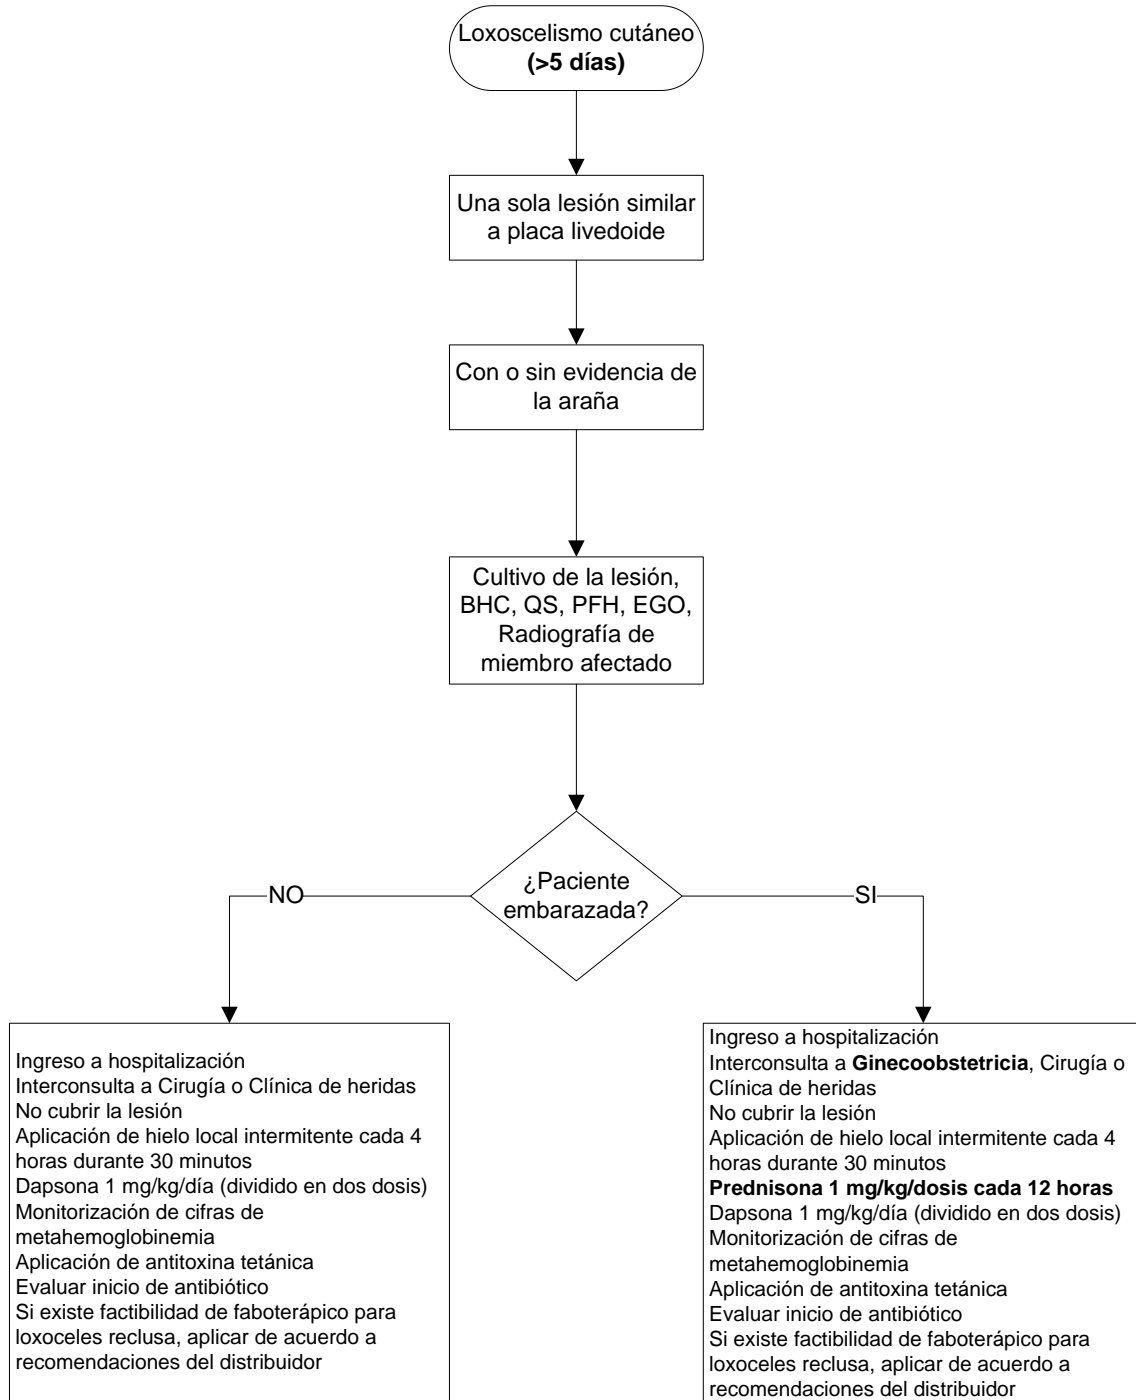 Loxoscelismo cutáneo
(>5 días)
Una sola lesión similar
a placa livedoide
Con o sin evidencia de
la araña
Cultivo de la lesión,
BHC, QS, PFH, EGO,
Radiografía de
miembro afectado
¿Paciente
embarazada?
NO
SI
Ingreso a hospitalización
Interconsulta a Cirugía o Clínica de heridas
No cubrir la lesión
Aplicación de hielo local intermitente cada 4
horas durante 30 minutos
Dapsona 1 mg/kg/día (dividido en dos dosis)
Monitorización de cifras de
metahemoglobinemia
Aplicación de antitoxina tetánica
Evaluar inicio de antibiótico
Si existe factibilidad de faboterápico para
loxoceles reclusa, aplicar de acuerdo a
recomendaciones del distribuidor
Ingreso a hospitalización
Interconsulta a Ginecoobstetricia, Cirugía o
Clínica de heridas
No cubrir la lesión
Aplicación de hielo local intermitente cada 4
horas durante 30 minutos
Prednisona 1 mg/kg/dosis cada 12 horas
Dapsona 1 mg/kg/día (dividido en dos dosis)
Monitorización de cifras de
metahemoglobinemia
Aplicación de antitoxina tetánica
Evaluar inicio de antibiótico
Si existe factibilidad de faboterápico para
loxoceles reclusa, aplicar de acuerdo a
recomendaciones del distribuidor